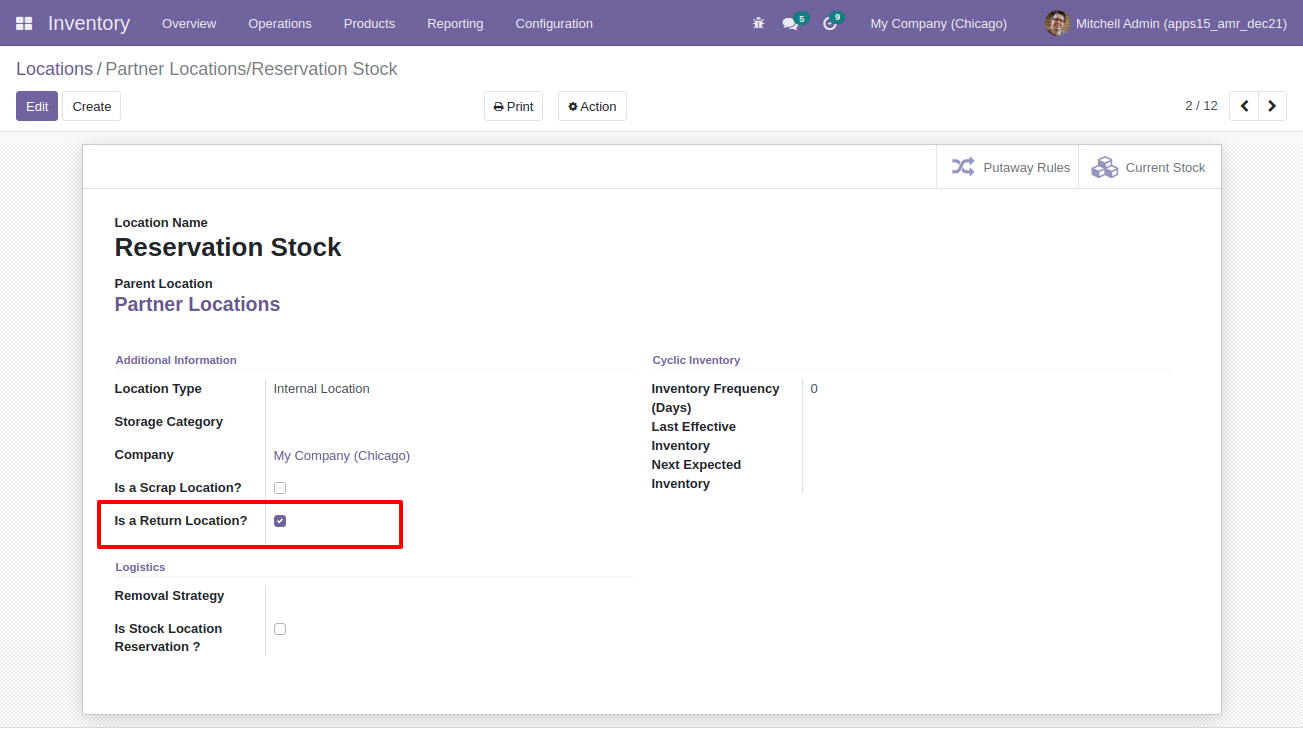 Inventory Overview Operations Products Reporting Configuration 5 9 My Company (Chicago) Mitchell Admin (apps15_amr_dec21)
Locations / Partner Locations/Reservation Stock
Edit Create Print Action 2 / 12
Putaway Rules Current Stock
Location Name
Reservation Stock
Parent Location
Partner Locations
Additional Information
Location Type Internal Location
Storage Category
Company My Company (Chicago)
Is a Scrap Location?
Is a Return Location?
Cyclic Inventory
Inventory Frequency 0
(Days)
Last Effective
Inventory
Next Expected
Inventory
Logistics
Removal Strategy
Is Stock Location
Reservation ?